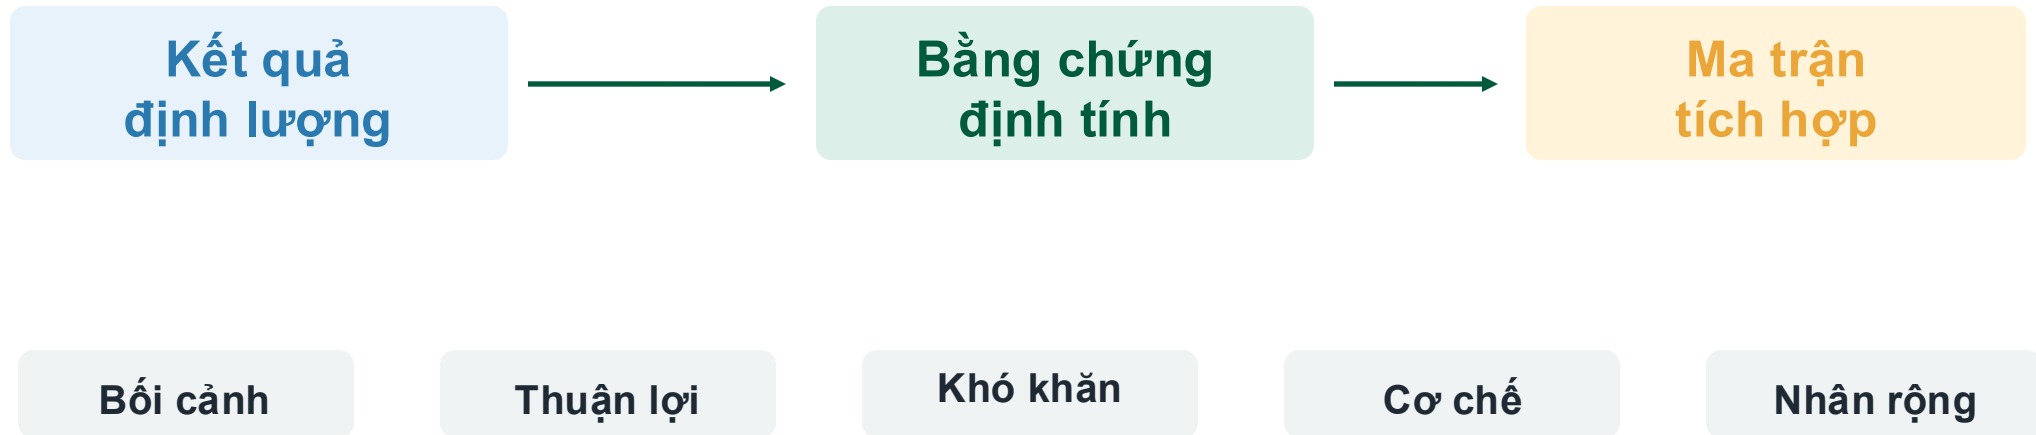 Kết quả
định lượng
Bằng chứng
định tính
Ma trận
tích hợp
Bối cảnh
Thuận lợi
Khó khăn
Cơ chế
Nhân rộng